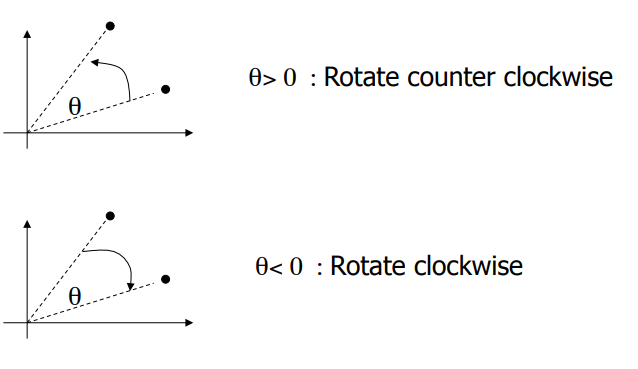 θ
θ> 0 : Rotate counter clockwise
θ
θ< 0 : Rotate clockwise